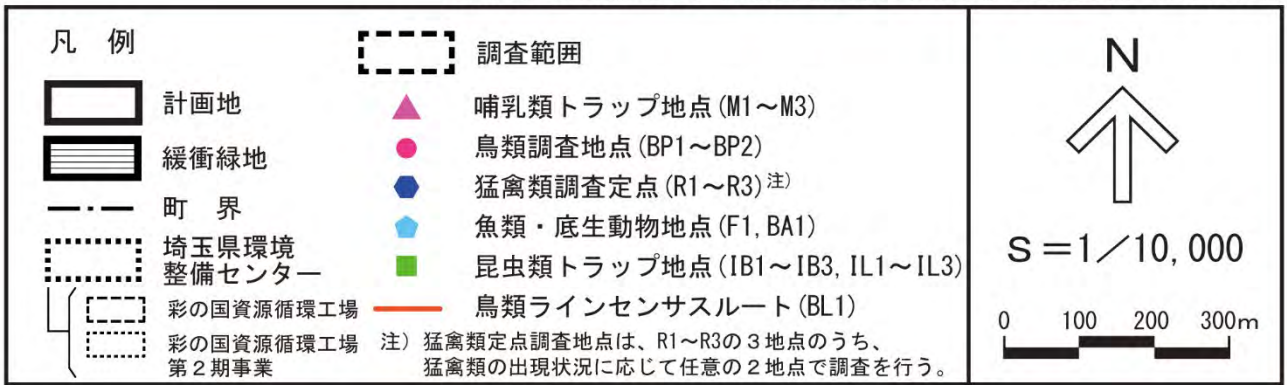 凡 例
計画地
緩衝緑地
町 界
埼玉県環境
整備センター
彩の国資源循環工場
彩の国資源循環工場
第2期事業
調査範囲
哺乳類トラップ地点(M1～M3)
鳥類調査地点(BP1～BP2)
猛禽類調査定点(R1～R3)注)
魚類・底生動物地点(F1,BA1)
昆虫類トラップ地点(IB1～IB3,IL1～IL3)
鳥類ラインセンサスルート(BL1)
注) 猛禽類定点調査地点は、R1～R3の3地点のうち、
猛禽類の出現状況に応じて任意の2地点で調査を行う。
N
S=1／10,000
0 100 200 300m